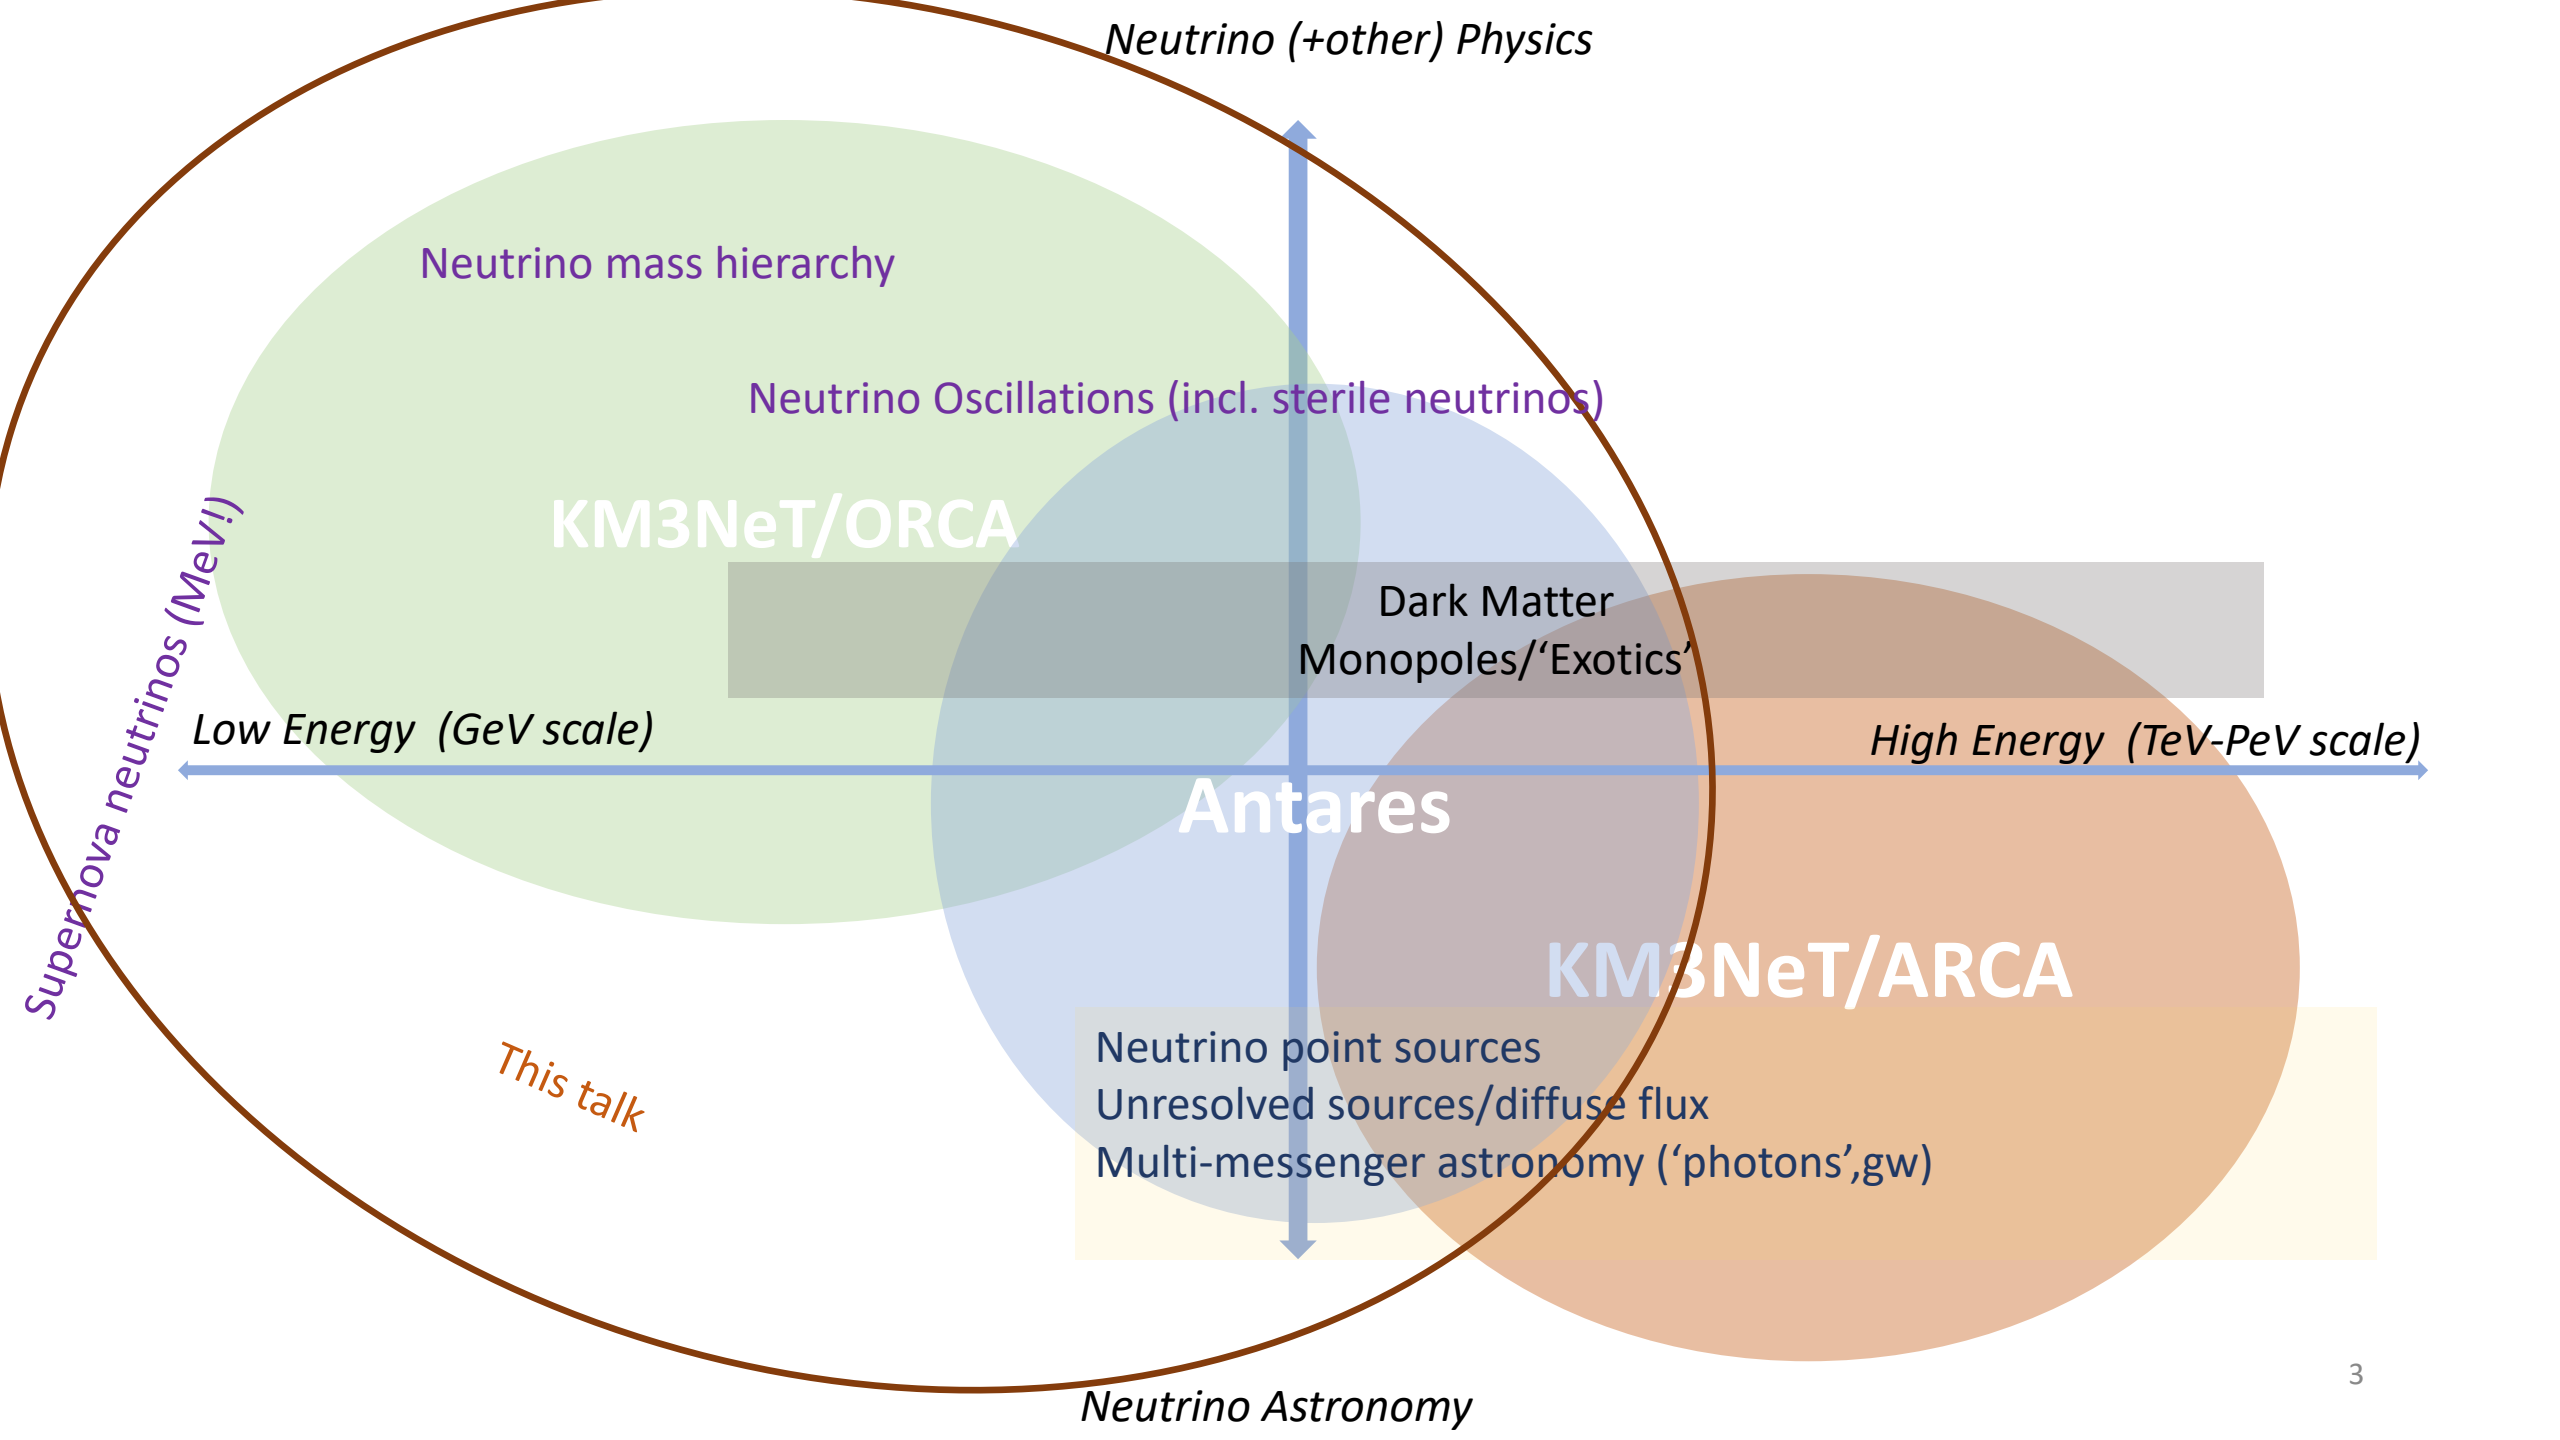 Neutrino (+other) Physics
Neutrino mass hierarchy
Neutrino Oscillations (incl. sterile neutrinos)
KM3NeT/ORCA
Supernova neutrinos (MeV!)
Dark Matter
Monopoles/‘Exotics’
Low Energy  (GeV scale)
High Energy  (TeV-PeV scale)
Antares
KM3NeT/ARCA
Neutrino point sources
Unresolved sources/diffuse flux
Multi-messenger astronomy (‘photons’,gw)
This talk
Neutrino Astronomy
3